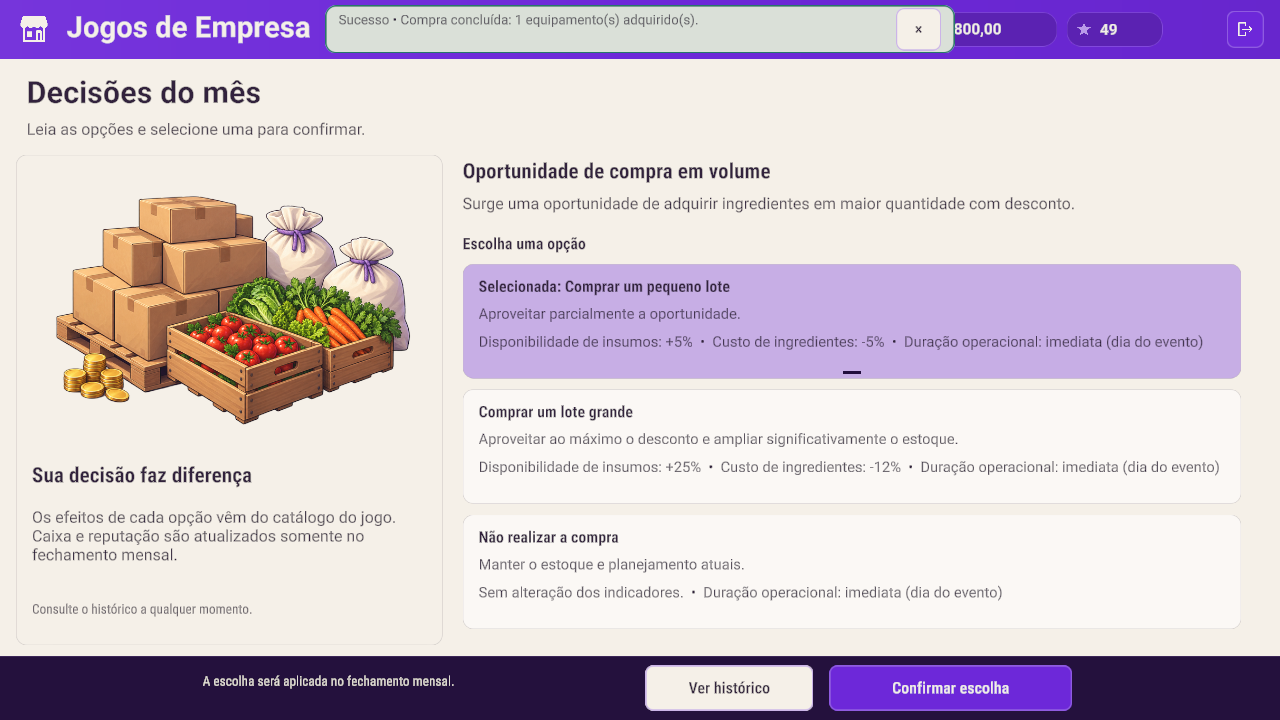 Jogos de Empresa
Sucesso • Compra concluída: 1 equipamento(s) adquirido(s).
×
800,00
49
Decisões do mês
Leia as opções e selecione uma para confirmar.
Sua decisão faz diferença
Os efeitos de cada opção vêm do catálogo do jogo.
Caixa e reputação são atualizados somente no
fechamento mensal.
Consulte o histórico a qualquer momento.
Oportunidade de compra em volume
Surge uma oportunidade de adquirir ingredientes em maior quantidade com desconto.
Escolha uma opção
Selecionada: Comprar um pequeno lote
Aproveitar parcialmente a oportunidade.
Disponibilidade de insumos: +5% • Custo de ingredientes: -5% • Duração operacional: imediata (dia do evento)
Comprar um lote grande
Aproveitar ao máximo o desconto e ampliar significativamente o estoque.
Disponibilidade de insumos: +25% • Custo de ingredientes: -12% • Duração operacional: imediata (dia do evento)
Não realizar a compra
Manter o estoque e planejamento atuais.
Sem alteração dos indicadores. • Duração operacional: imediata (dia do evento)
A escolha será aplicada no fechamento mensal.
Ver histórico
Confirmar escolha